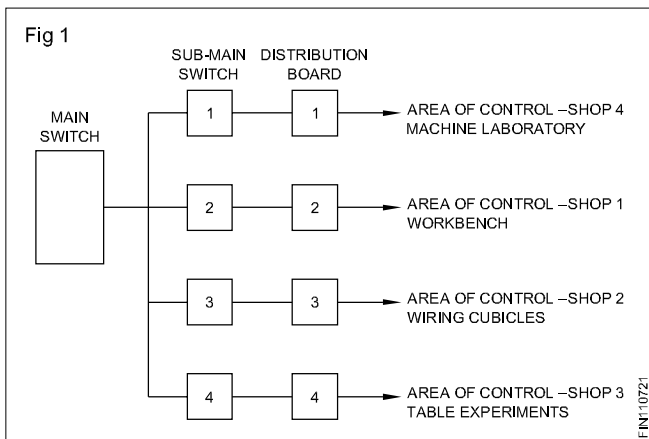 Fig 1
SUB-MAIN
SWITCH
DISTRIBUTION
BOARD
MAIN
SWITCH
1
1
AREA OF CONTROL –SHOP 4
MACHINE LABORATORY
2
2
AREA OF CONTROL –SHOP 1
WORKBENCH
3
3
AREA OF CONTROL –SHOP 2
WIRING CUBICLES
4
4
AREA OF CONTROL –SHOP 3
TABLE EXPERIMENTS
FIN110721